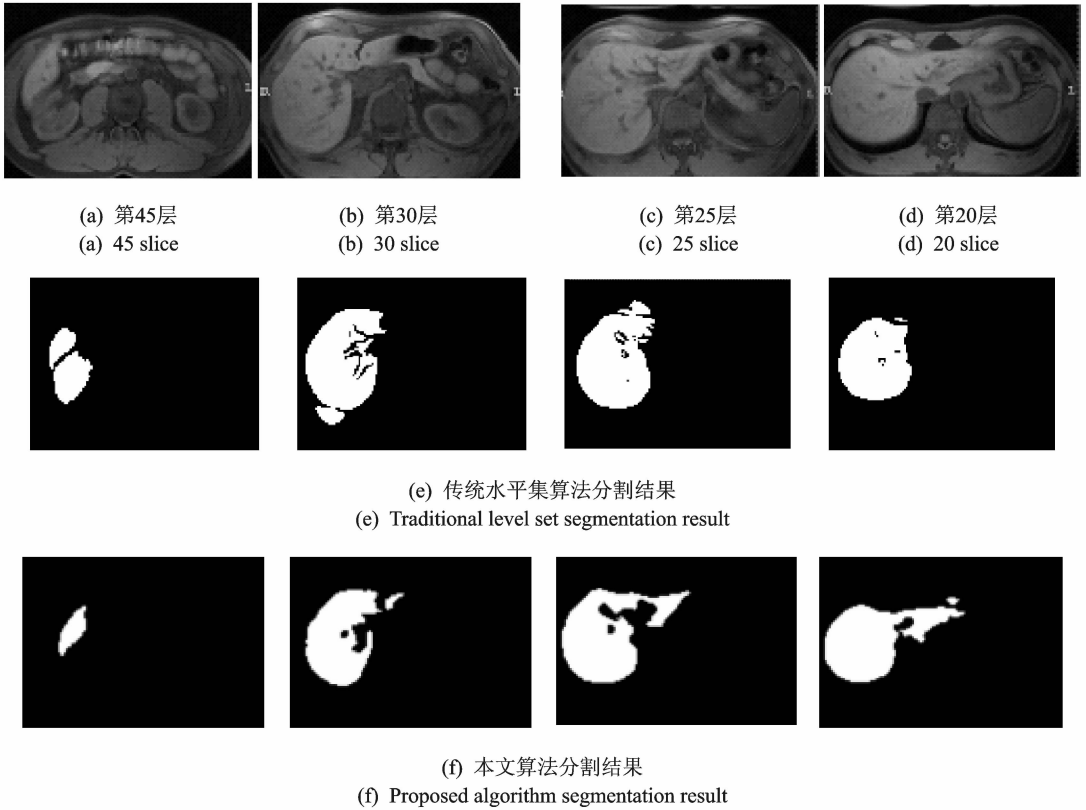 (a) 第45层
(a) 45 slice
(b) 第30层
(b) 30 slice
(c) 第25层
(c) 25 slice
(d) 第20层
(d) 20 slice
(e) 传统水平集算法分割结果
(e) Traditional level set segmentation result
(f) 本文算法分割结果
(f) Proposed algorithm segmentation result